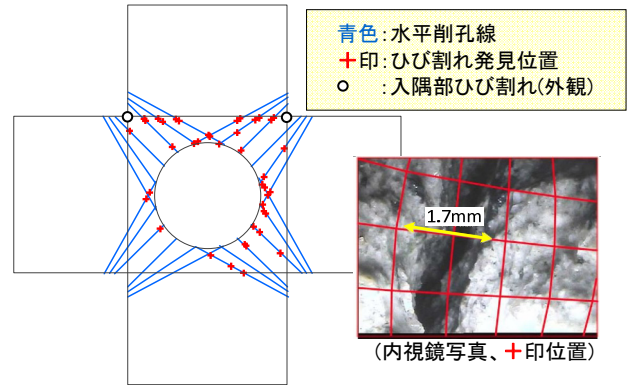 青色：水平削孔線
+印：ひび割れ発見位置
○：入隅部ひび割れ(外観)
1.7mm
(内視鏡写真、+印位置)